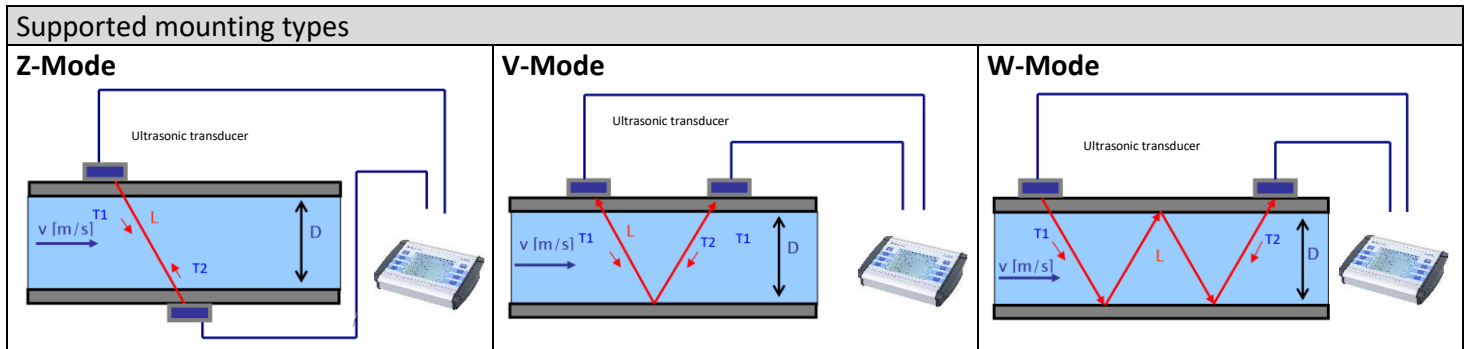 Supported mounting types
Z-Mode
Ultrasonic transducer
T1
L
v [m/s]
D
T2
V-Mode
Ultrasonic transducer
T1
L
T2
T1
v [m/s]
D
W-Mode
Ultrasonic transducer
T1
L
T2
D
v [m/s]